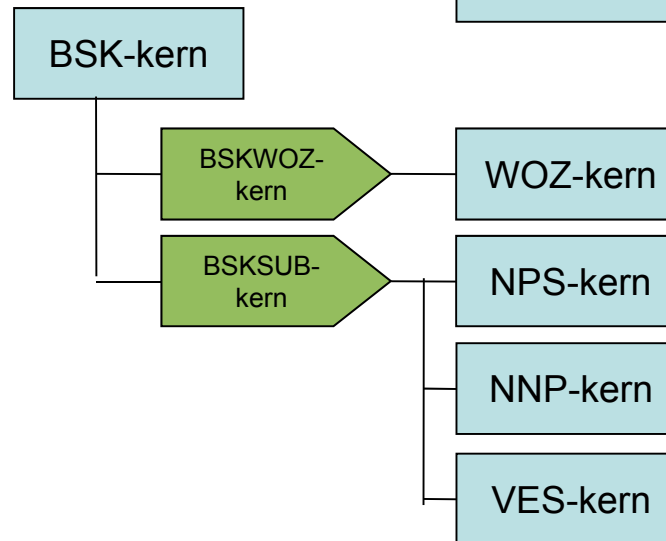 BSK-kern
BSKWOZ-
kern
WOZ-kern
BSKSUB-
kern
NPS-kern
NNP-kern
VES-kern